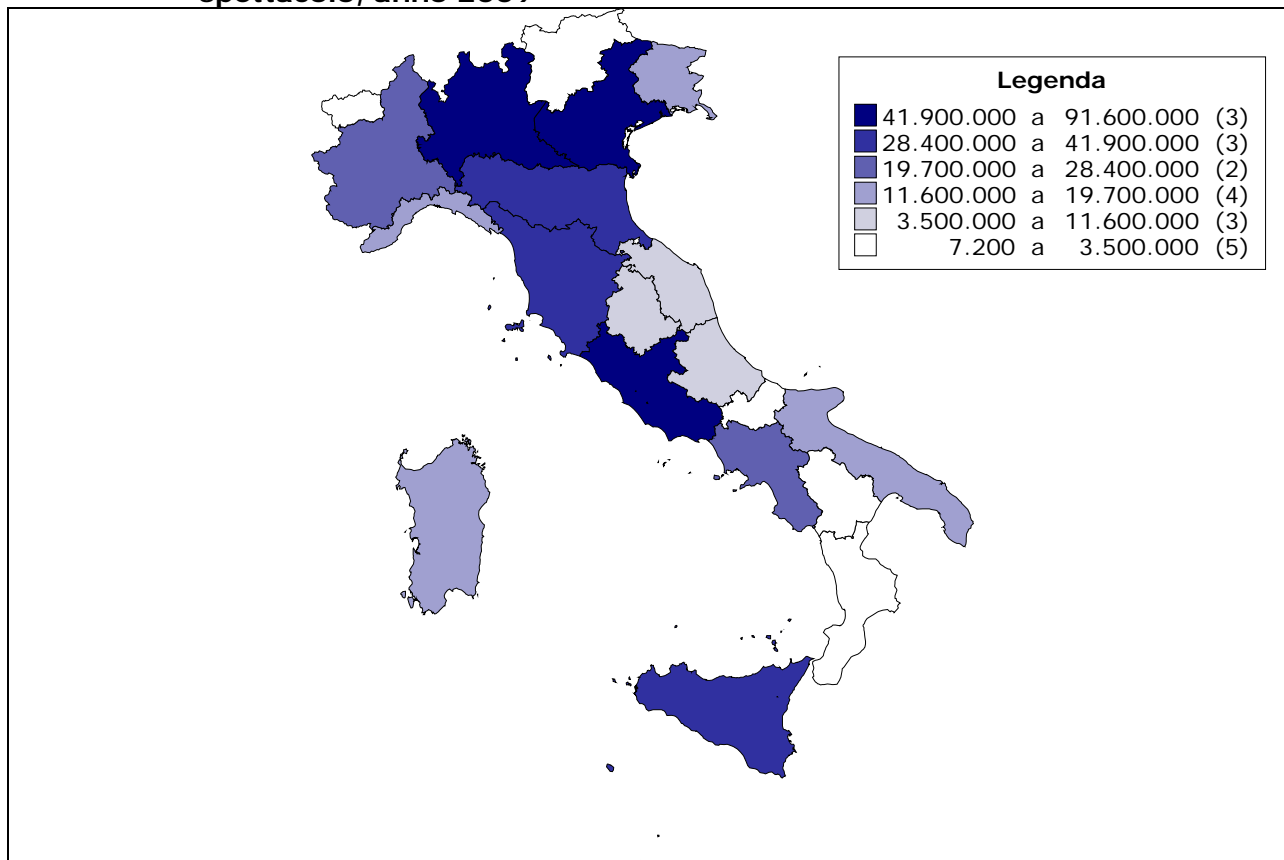 Legenda
41.900.000 a 91.600.000 (3)
28.400.000 a 41.900.000 (3)
19.700.000 a 28.400.000 (2)
11.600.000 a 19.700.000 (4)
3.500.000 a 11.600.000 (3)
7.200 a 3.500.000 (5)